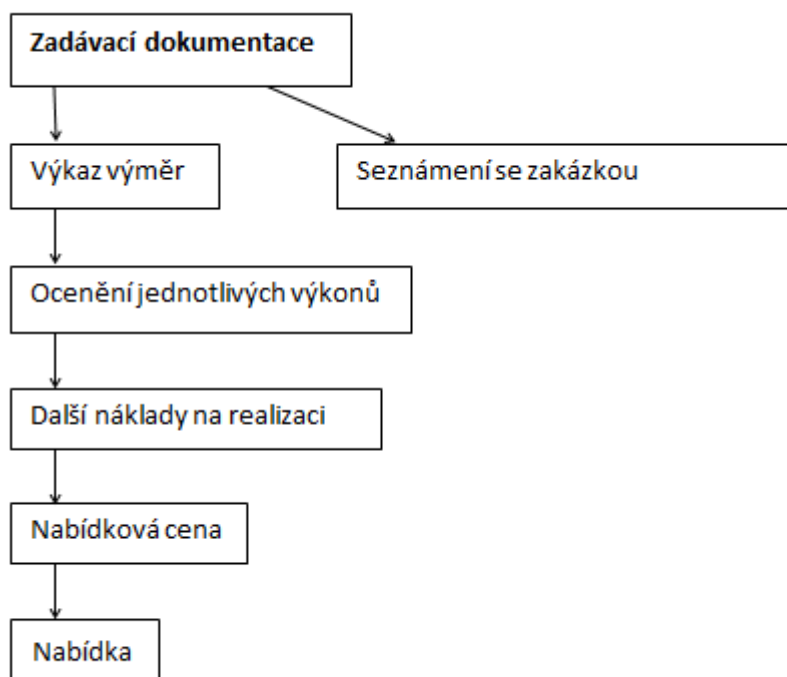 Zadávací dokumentace
Výkaz výměr
Seznámení se zakázkou
Ocenění jednotlivých výkonů
Další náklady na realizaci
Nabídková cena
Nabídka